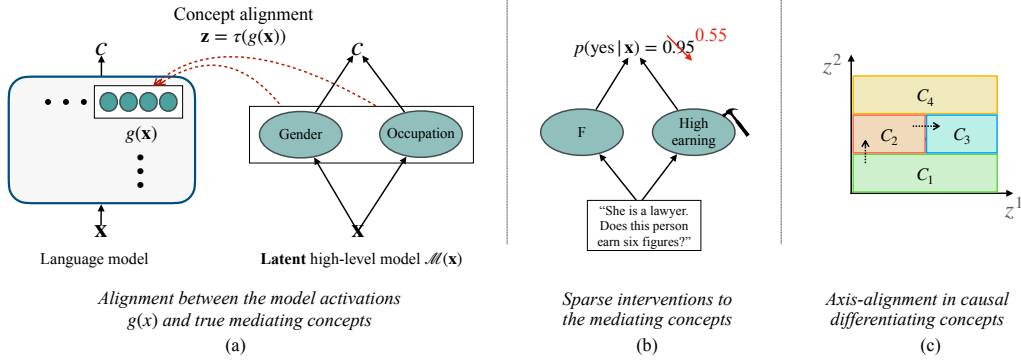 Concept alignment
z = τ(g(x))
C
g(x)
X
Language model
C
Gender
Occupation
X
Latent high-level model ℳ(x)
Alignment between the model activations
g(x) and true mediating concepts
(a)
0.55
p(yes | x) = 0.95
F
High
earning
“She is a lawyer.
Does this person
earn six figures?”
Sparse interventions to
the mediating concepts
(b)
z²
C₄
C₂
C₃
C₁
z¹
Axis-alignment in causal
differentiating concepts
(c)